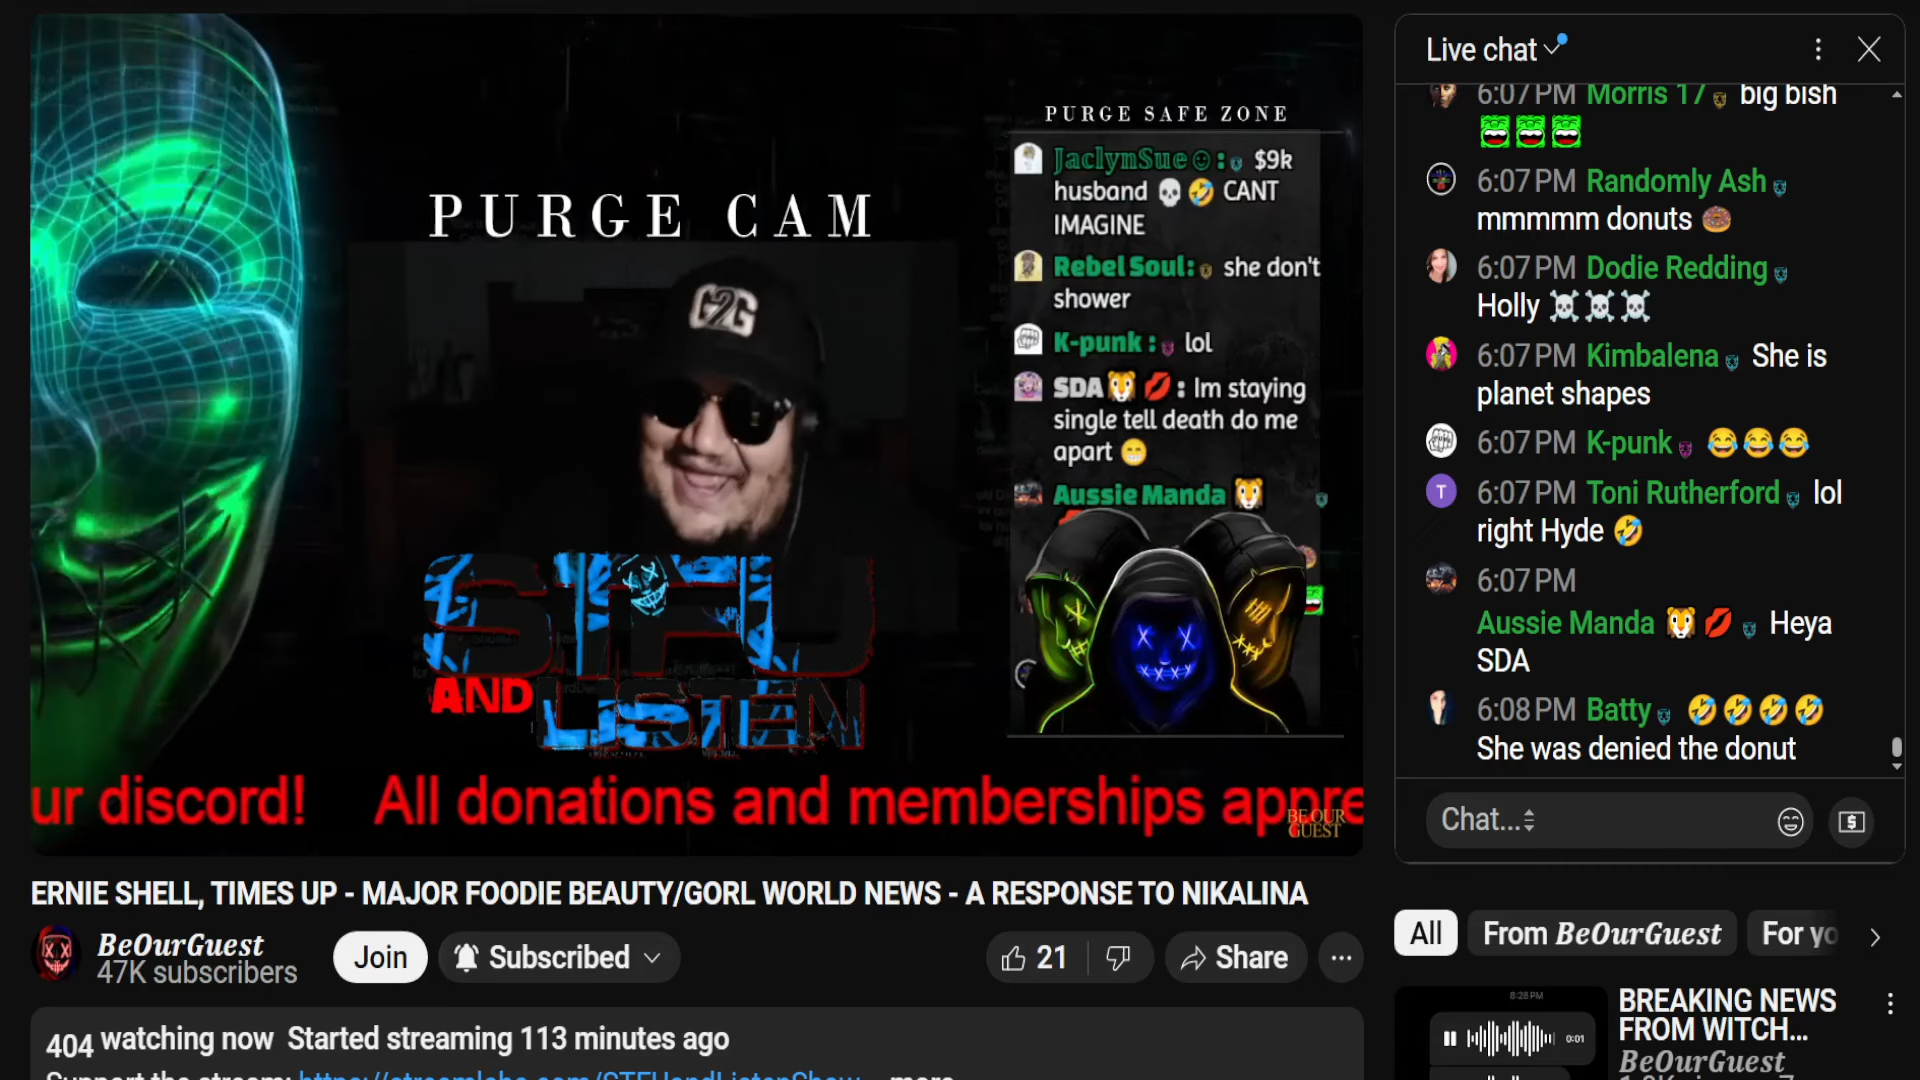 PURGE SAFE ZONE
JaclynSue☺: $9k
husband 💀🤣 CANT
IMAGINE
Rebel Soul: she don't
shower
K-punk : lol
SDA🐯💋 : Im staying
single tell death do me
apart 😁
Aussie Manda 🐯
PURGE CAM
G2G
STFU
AND LISTEN
ur discord! All donations and memberships appre
BE OUR
GUEST
ERNIE SHELL, TIMES UP - MAJOR FOODIE BEAUTY/GORL WORLD NEWS - A RESPONSE TO NIKALINA
BeOurGuest
47K subscribers
Join
Subscribed
21
Share
404 watching now Started streaming 113 minutes ago
Support the stream: https://streamlabs.com/STFUandListenShow ...more
Live chat
6:07 PM Morris 17 big bish
6:07 PM Randomly Ash
mmmmm donuts 🍩
6:07 PM Dodie Redding
Holly ☠☠☠
6:07 PM Kimbalena She is
planet shapes
6:07 PM K-punk 😂😂😂
T
6:07 PM Toni Rutherford lol
right Hyde 🤣
6:07 PM
Aussie Manda 🐯💋 Heya
SDA
6:08 PM Batty 🤣🤣🤣🤣
She was denied the donut
Chat...
All
From BeOurGuest
For yo
8:28 PM
0:01
BREAKING NEWS
FROM WITCH...
BeOurGuest